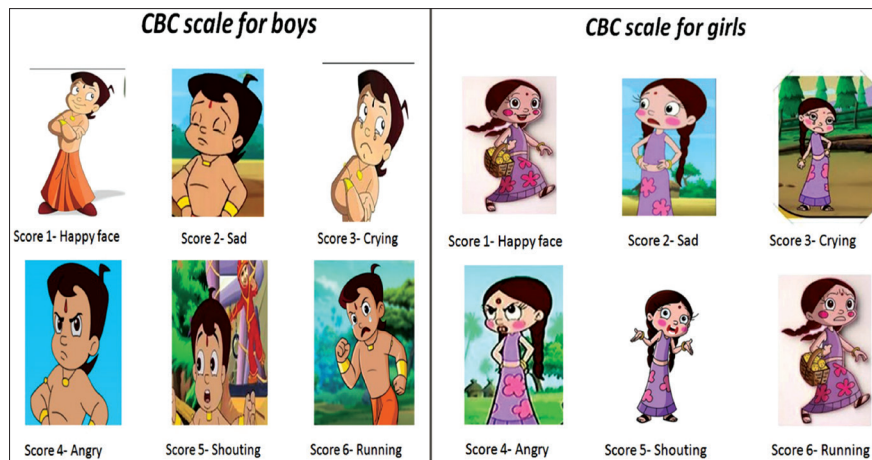 CBC scale for boys
Score 1- Happy face
Score 2- Sad
Score 3- Crying
Score 4- Angry
Score 5- Shouting
Score 6- Running
CBC scale for girls
Score 1- Happy face
Score 2- Sad
Score 3- Crying
Score 4- Angry
Score 5- Shouting
Score 6- Running